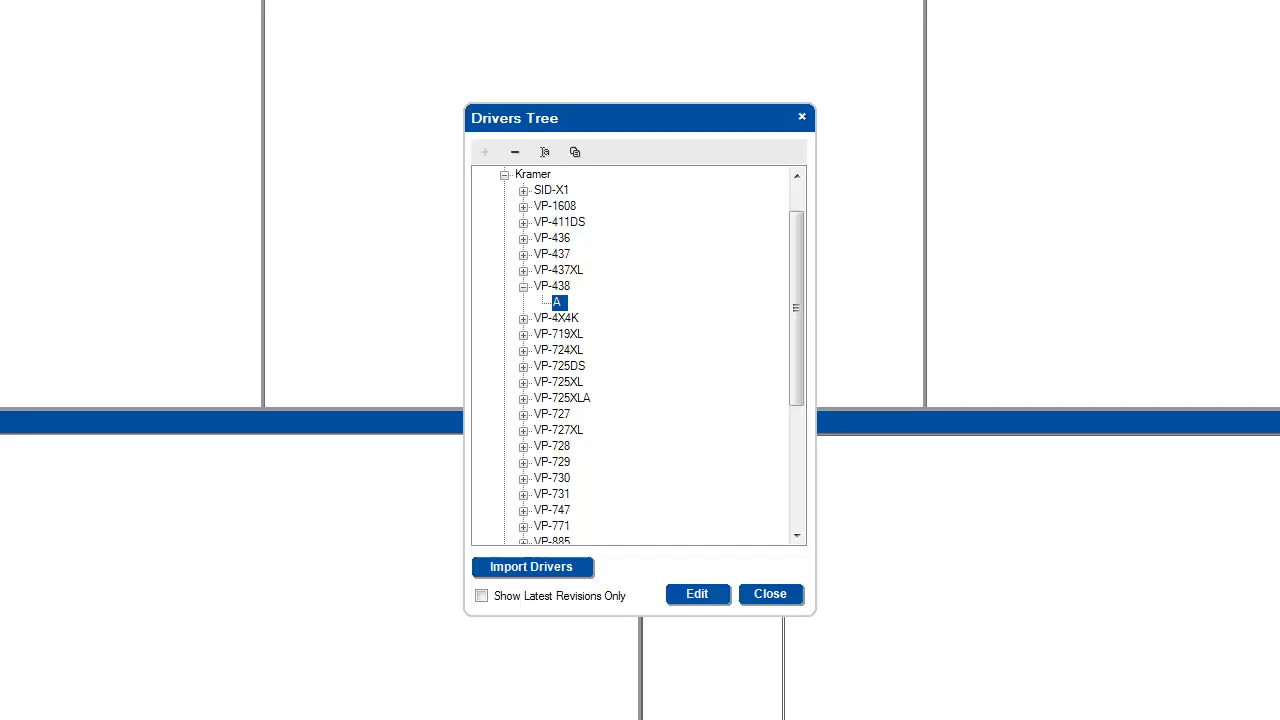 Drivers Tree
Kramer
SID-X1
VP-1608
VP-411DS
VP-436
VP-437
VP-437XL
VP-438
A
VP-4X4K
VP-719XL
VP-724XL
VP-725DS
VP-725XL
VP-725XLA
VP-727
VP-727XL
VP-728
VP-729
VP-730
VP-731
VP-747
VP-771
VP-885
Import Drivers
Show Latest Revisions Only
Edit
Close